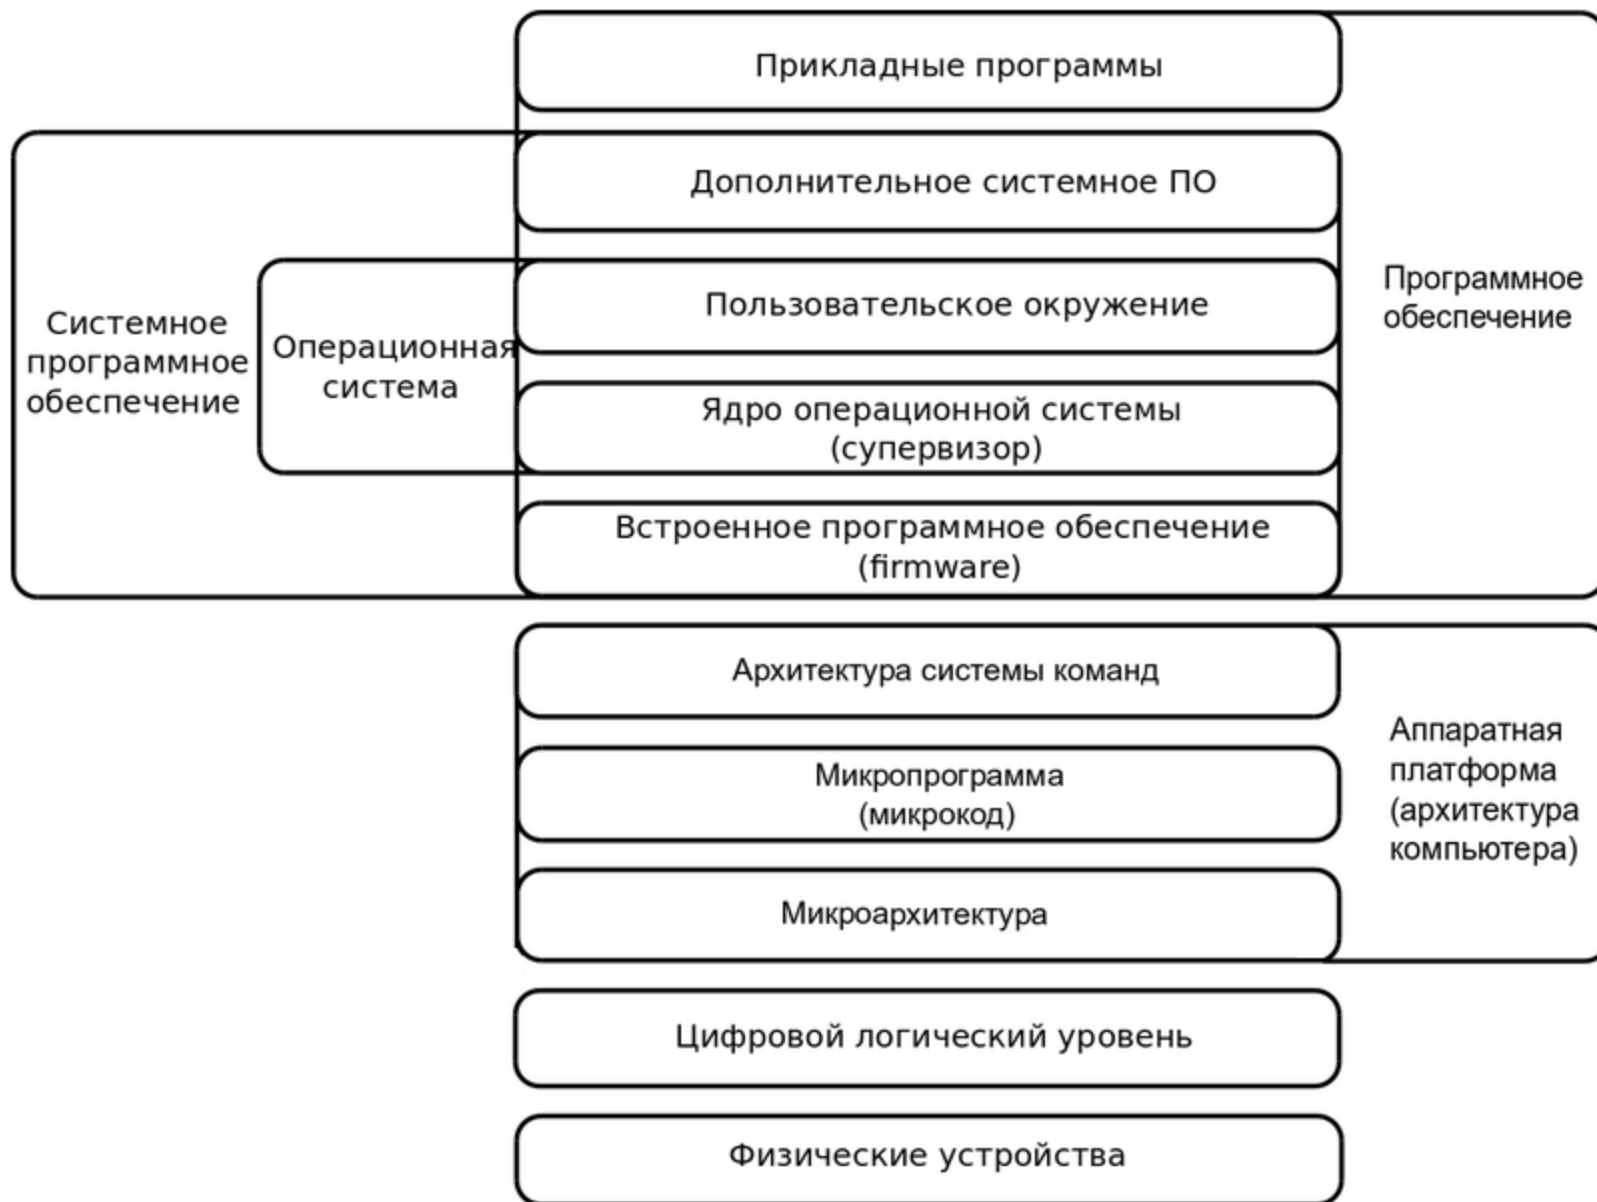 Прикладные программы
Дополнительное системное ПО
Пользовательское окружение
Ядро операционной системы
(супервизор)
Встроенное программное обеспечение
(firmware)
Системное
программное
обеспечение
Операционная
система
Программное
обеспечение
Архитектура системы команд
Микропрограмма
(микрокод)
Микроархитектура
Аппаратная
платформа
(архитектура
компьютера)
Цифровой логический уровень
Физические устройства